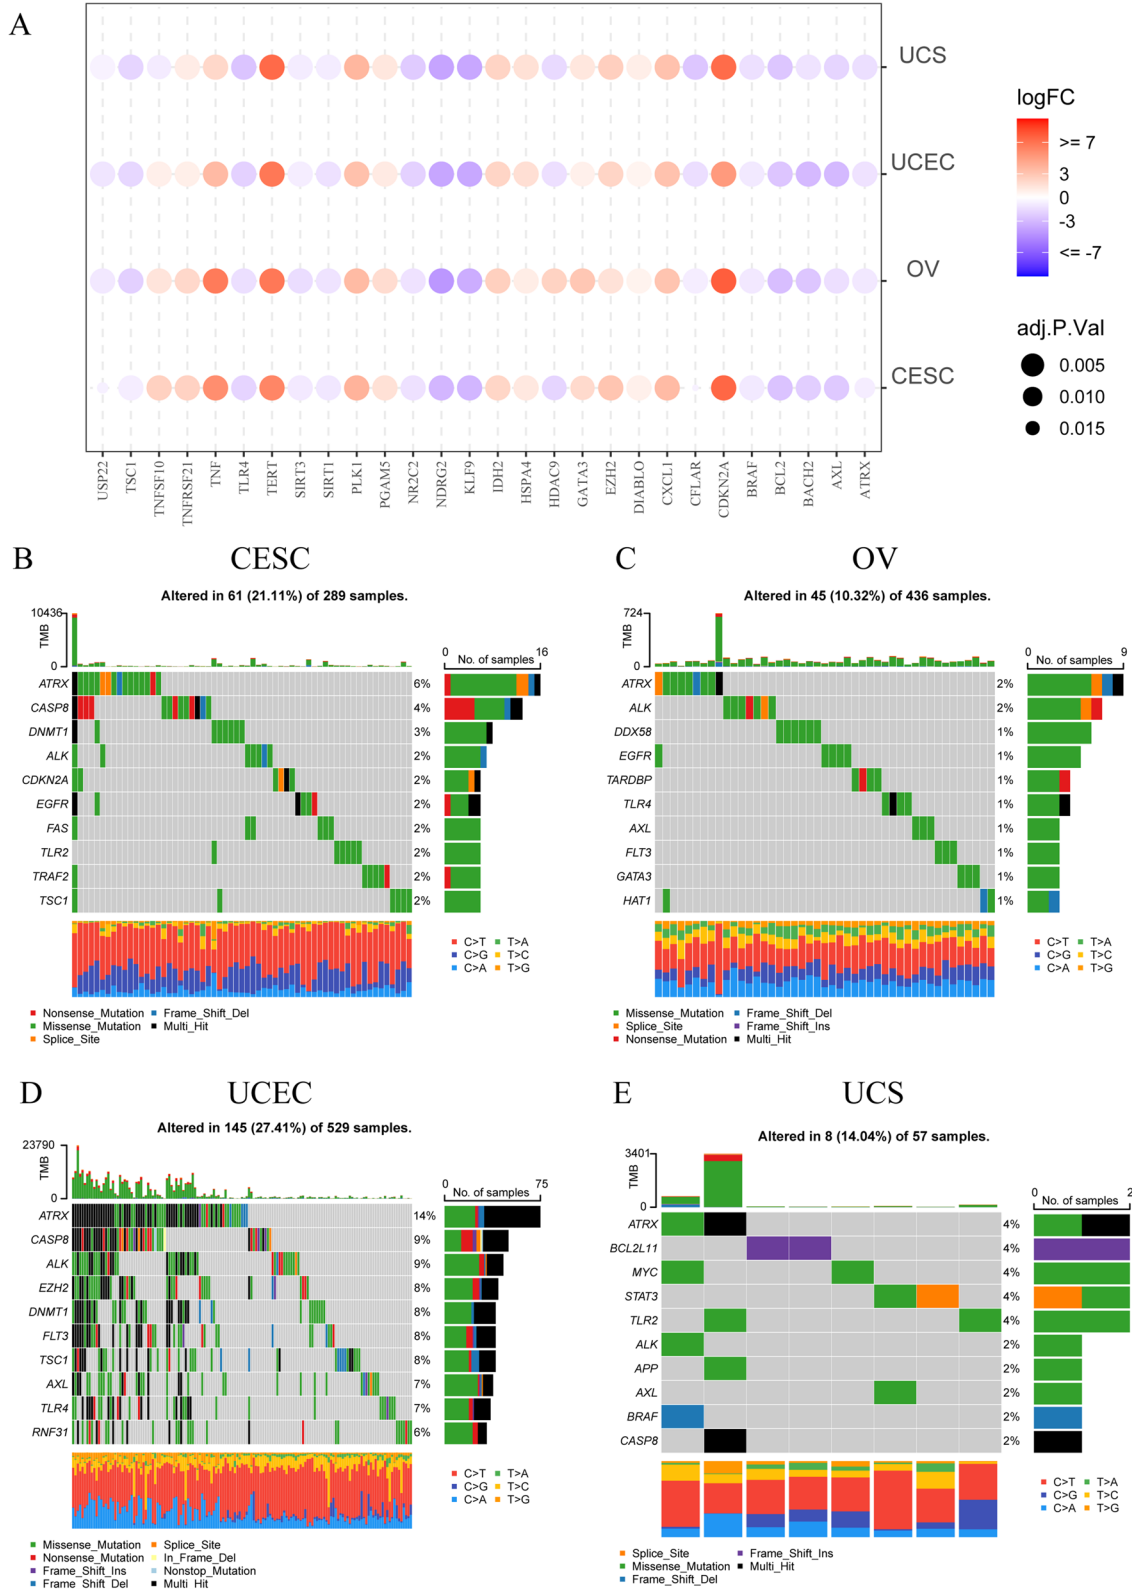 A
UCS
UCEC
OV
CESC
logFC
>= 7
3
0
-3
<= -7
adj.P.Val
0.005
0.010
0.015
USP22
TSC1
TNFSF10
TNFRSF21
TNF
TLR4
TERT
SIRT3
SIRT1
PLK1
PGAM5
NR2C2
NDRG2
KLF9
IDH2
HSPA4
HDAC9
GATA3
EZH2
DIABLO
CXCL1
CFLAR
CDKN2A
BRAF
BCL2
BACH2
AXL
ATRX
B
CESC
Altered in 61 (21.11%) of 289 samples.
10436
TMB
0
0 16
No. of samples
ATRX 6%
CASP8 4%
DNMT1 3%
ALK 2%
CDKN2A 2%
EGFR 2%
FAS 2%
TLR2 2%
TRAF2 2%
TSC1 2%
C>T T>A
C>G T>C
C>A T>G
Nonsense_Mutation Frame_Shift_Del
Missense_Mutation Multi_Hit
Splice_Site
C
OV
Altered in 45 (10.32%) of 436 samples.
724
TMB
0
0 9
No. of samples
ATRX 2%
ALK 2%
DDX58 1%
EGFR 1%
TARDBP 1%
TLR4 1%
AXL 1%
FLT3 1%
GATA3 1%
HAT1 1%
C>T T>A
C>G T>C
C>A T>G
Missense_Mutation Frame_Shift_Del
Splice_Site Frame_Shift_Ins
Nonsense_Mutation Multi_Hit
D
UCEC
Altered in 145 (27.41%) of 529 samples.
23790
TMB
0
0 75
No. of samples
ATRX 14%
CASP8 9%
ALK 9%
EZH2 8%
DNMT1 8%
FLT3 8%
TSC1 8%
AXL 7%
TLR4 7%
RNF31 6%
C>T T>A
C>G T>C
C>A T>G
Missense_Mutation Splice_Site
Nonsense_Mutation In_Frame_Del
Frame_Shift_Ins Nonstop_Mutation
Frame_Shift_Del Multi_Hit
E
UCS
Altered in 8 (14.04%) of 57 samples.
3401
TMB
0
0 2
No. of samples
ATRX 4%
BCL2L11 4%
MYC 4%
STAT3 4%
TLR2 4%
ALK 2%
APP 2%
AXL 2%
BRAF 2%
CASP8 2%
C>T T>A
C>G T>C
C>A T>G
Splice_Site Frame_Shift_Ins
Missense_Mutation Multi_Hit
Frame_Shift_Del